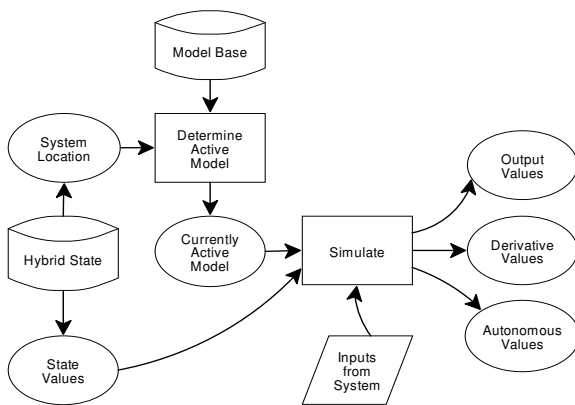 Model Base
System
Location
Determine
Active
Model
Output
Values
Hybrid State
Currently
Active
Model
Simulate
Derivative
Values
State
Values
Inputs
from
System
Autonomous
Values